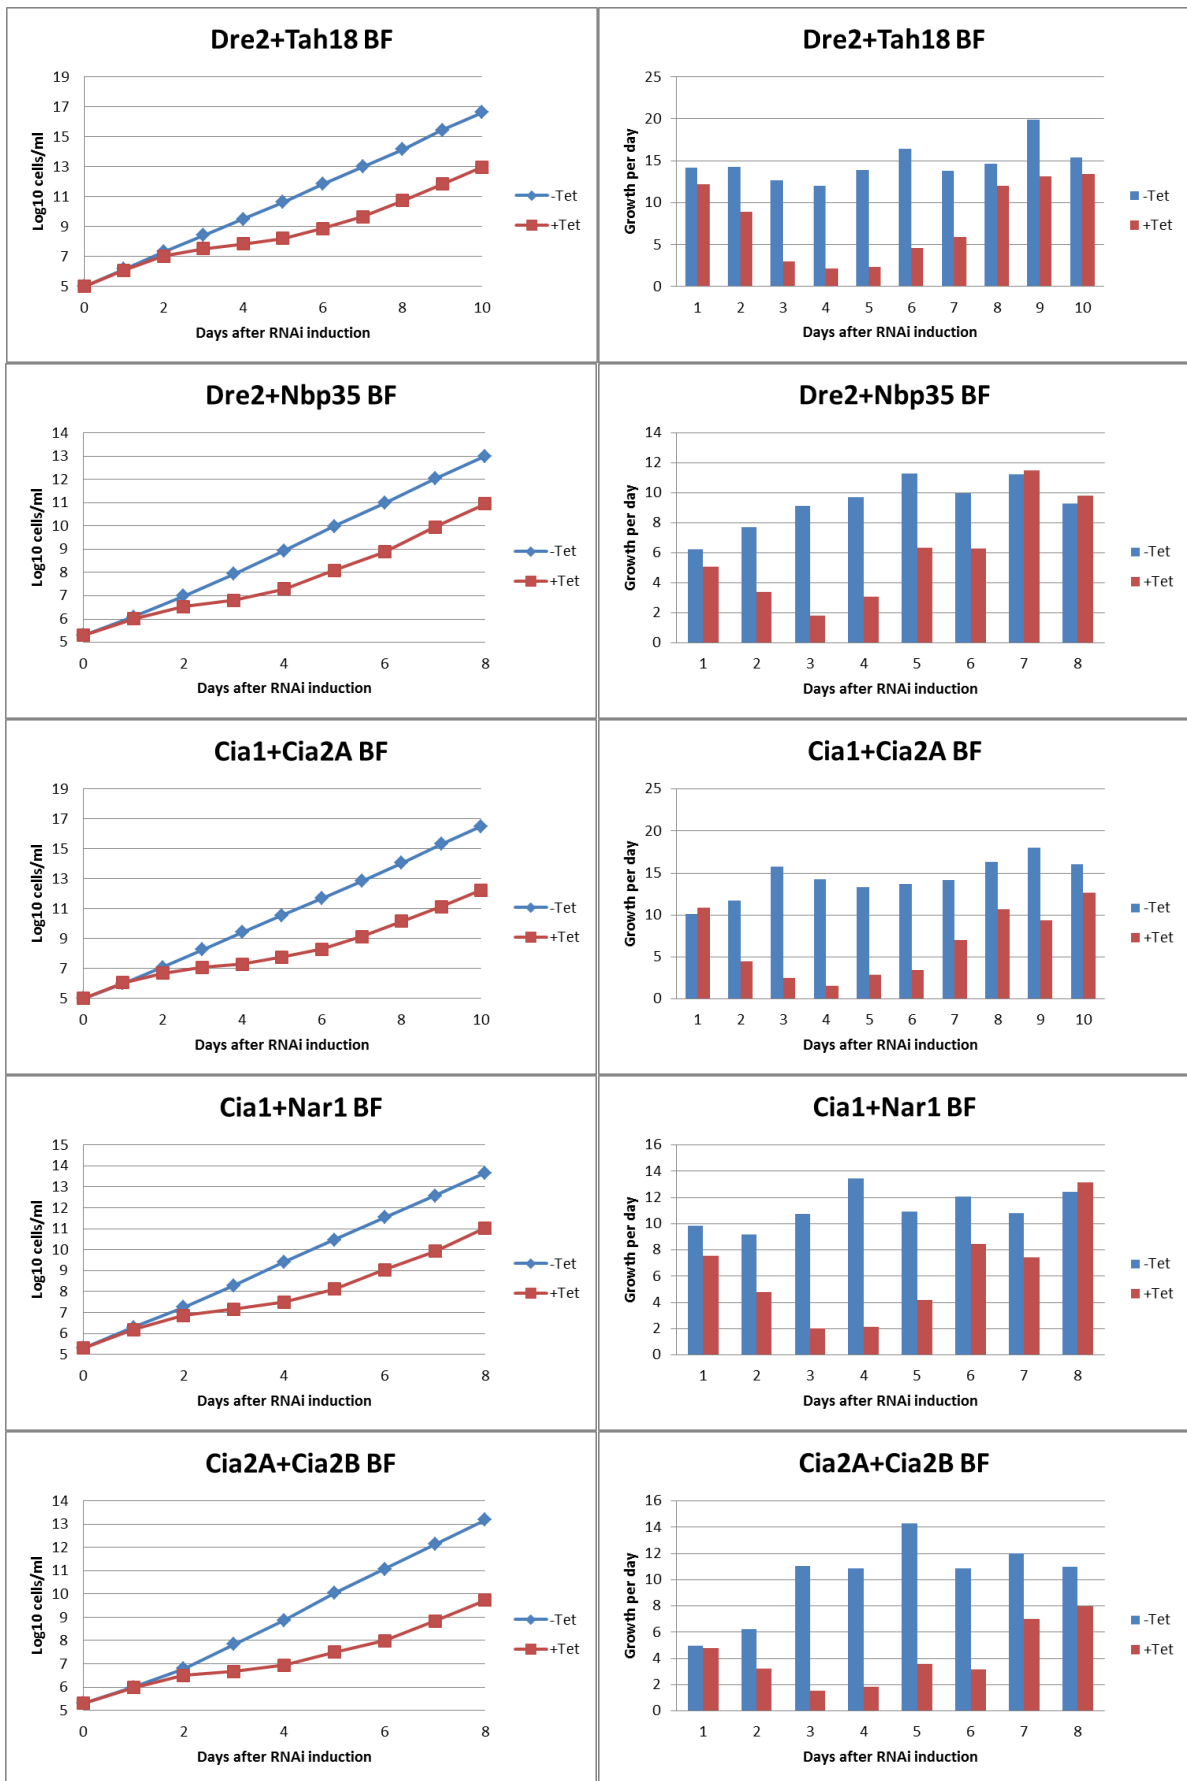 Dre2+Tah18 BF
Log10 cells/ml
19
17
15
13
11
9
7
5
0 2 4 6 8 10
Days after RNAi induction
-Tet
+Tet
Dre2+Tah18 BF
Growth per day
25
20
15
10
5
0
1 2 3 4 5 6 7 8 9 10
Days after RNAi induction
-Tet
+Tet
Dre2+Nbp35 BF
Log10 cells/ml
14
13
12
11
10
9
8
7
6
5
0 2 4 6 8
Days after RNAi induction
-Tet
+Tet
Dre2+Nbp35 BF
Growth per day
14
12
10
8
6
4
2
0
1 2 3 4 5 6 7 8
Days after RNAi induction
-Tet
+Tet
Cia1+Cia2A BF
Log10 cells/ml
19
17
15
13
11
9
7
5
0 2 4 6 8 10
Days after RNAi induction
-Tet
+Tet
Cia1+Cia2A BF
Growth per day
25
20
15
10
5
0
1 2 3 4 5 6 7 8 9 10
Days after RNAi induction
-Tet
+Tet
Cia1+Nar1 BF
Log10 cells/ml
15
14
13
12
11
10
9
8
7
6
5
0 2 4 6 8
Days after RNAi induction
-Tet
+Tet
Cia1+Nar1 BF
Growth per day
16
14
12
10
8
6
4
2
0
1 2 3 4 5 6 7 8
Days after RNAi induction
-Tet
+Tet
Cia2A+Cia2B BF
Log10 cells/ml
14
13
12
11
10
9
8
7
6
5
0 2 4 6 8
Days after RNAi induction
-Tet
+Tet
Cia2A+Cia2B BF
Growth per day
16
14
12
10
8
6
4
2
0
1 2 3 4 5 6 7 8
Days after RNAi induction
-Tet
+Tet